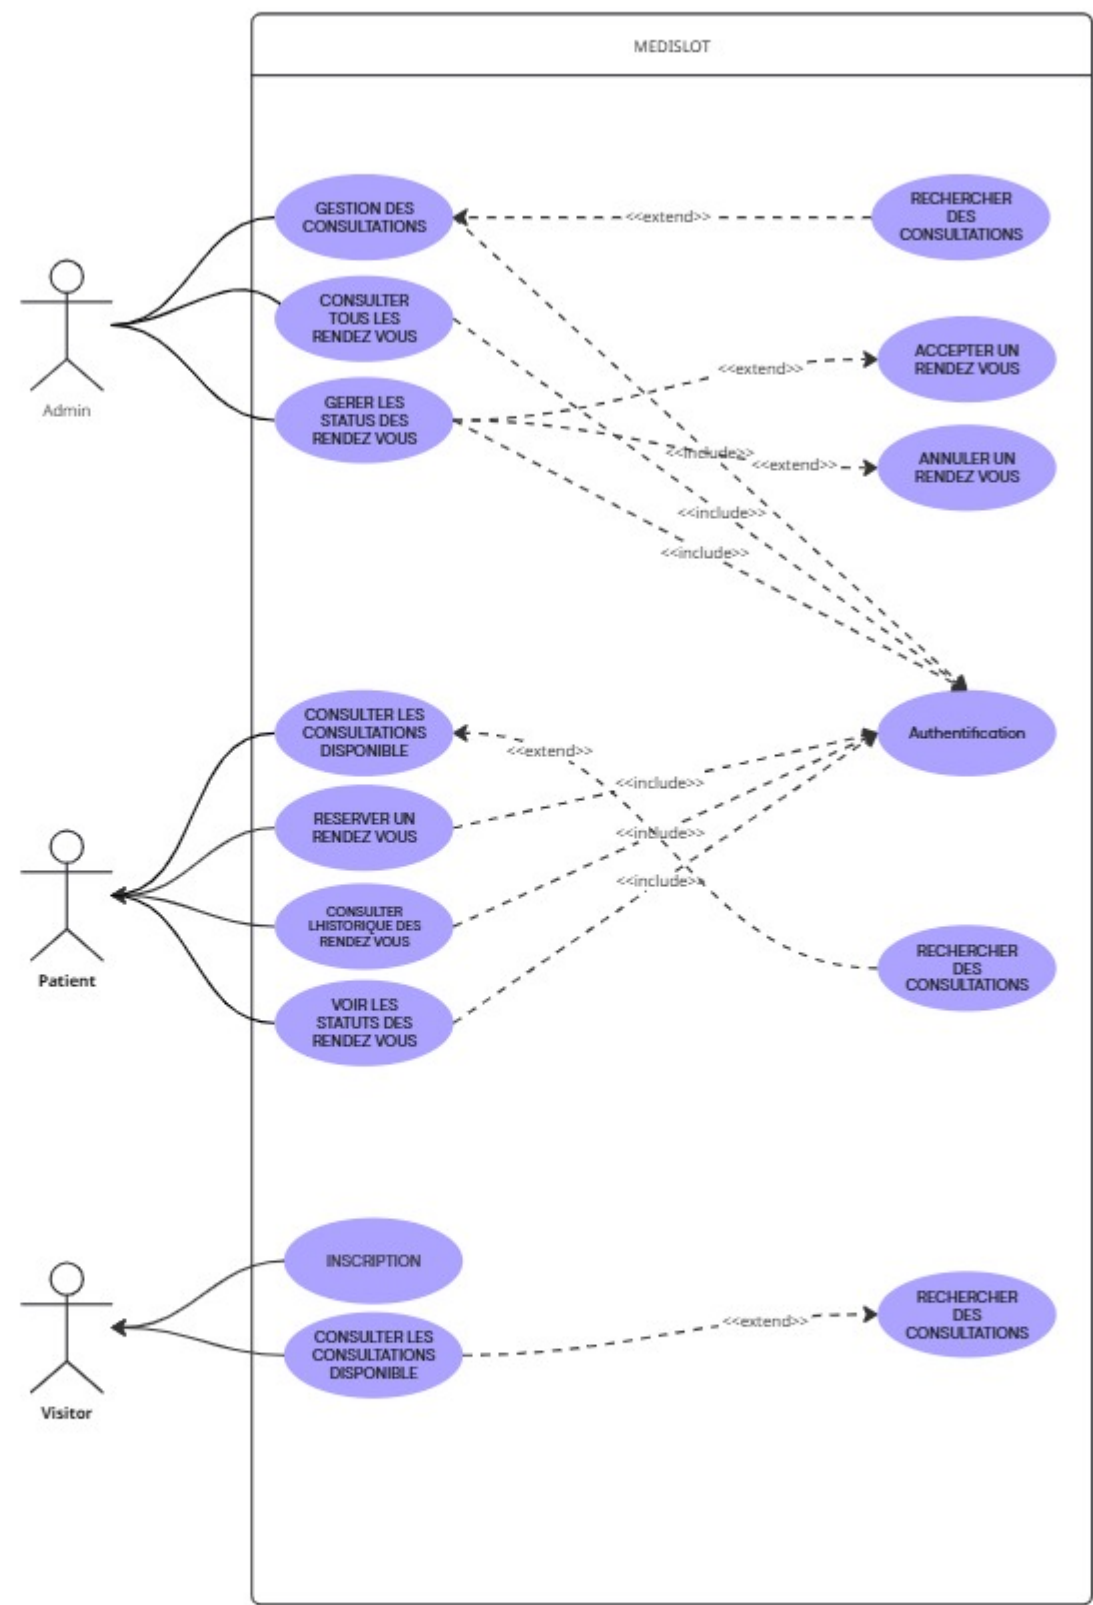 MEDISLOT
GESTION DES
CONSULTATIONS
<<extend>>
RECHERCHER
DES
CONSULTATIONS
CONSULTER
TOUS LES
RENDEZ VOUS
<<extend>>
ACCEPTER UN
RENDEZ VOUS
Admin
GERER LES
STATUS DES
RENDEZ VOUS
<<include>>
<<extend>>
ANNULER UN
RENDEZ VOUS
<<include>>
<<include>>
CONSULTER LES
CONSULTATIONS
DISPONIBLE
<<extend>>
Authentification
<<include>>
RESERVER UN
RENDEZ VOUS
<<include>>
<<include>>
CONSULTER
LHISTORIQUE DES
RENDEZ VOUS
RECHERCHER
DES
CONSULTATIONS
Patient
VOIR LES
STATUTS DES
RENDEZ VOUS
INSCRIPTION
CONSULTER LES
CONSULTATIONS
DISPONIBLE
<<extend>>
RECHERCHER
DES
CONSULTATIONS
Visitor